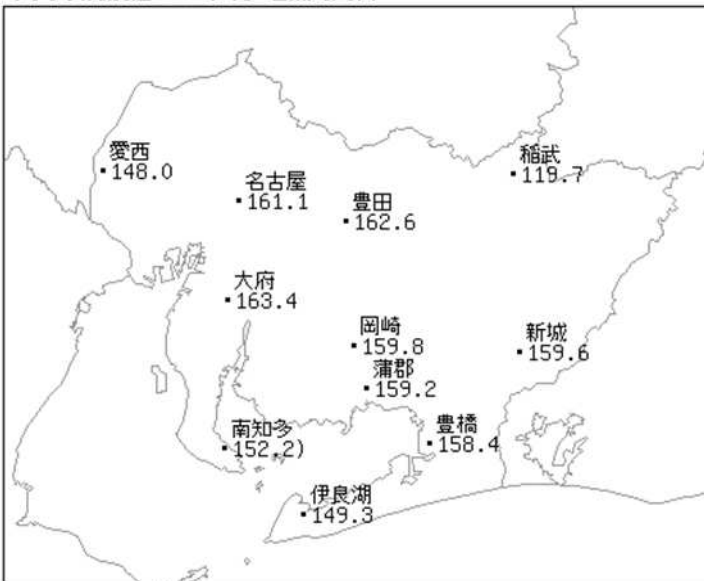 愛西
148.0
稲武
119.7
名古屋
161.1
豊田
162.6
大府
163.4
岡崎
159.8
新城
159.6
蒲郡
159.2
南知多
152.2)
豊橋
158.4
伊良湖
149.3